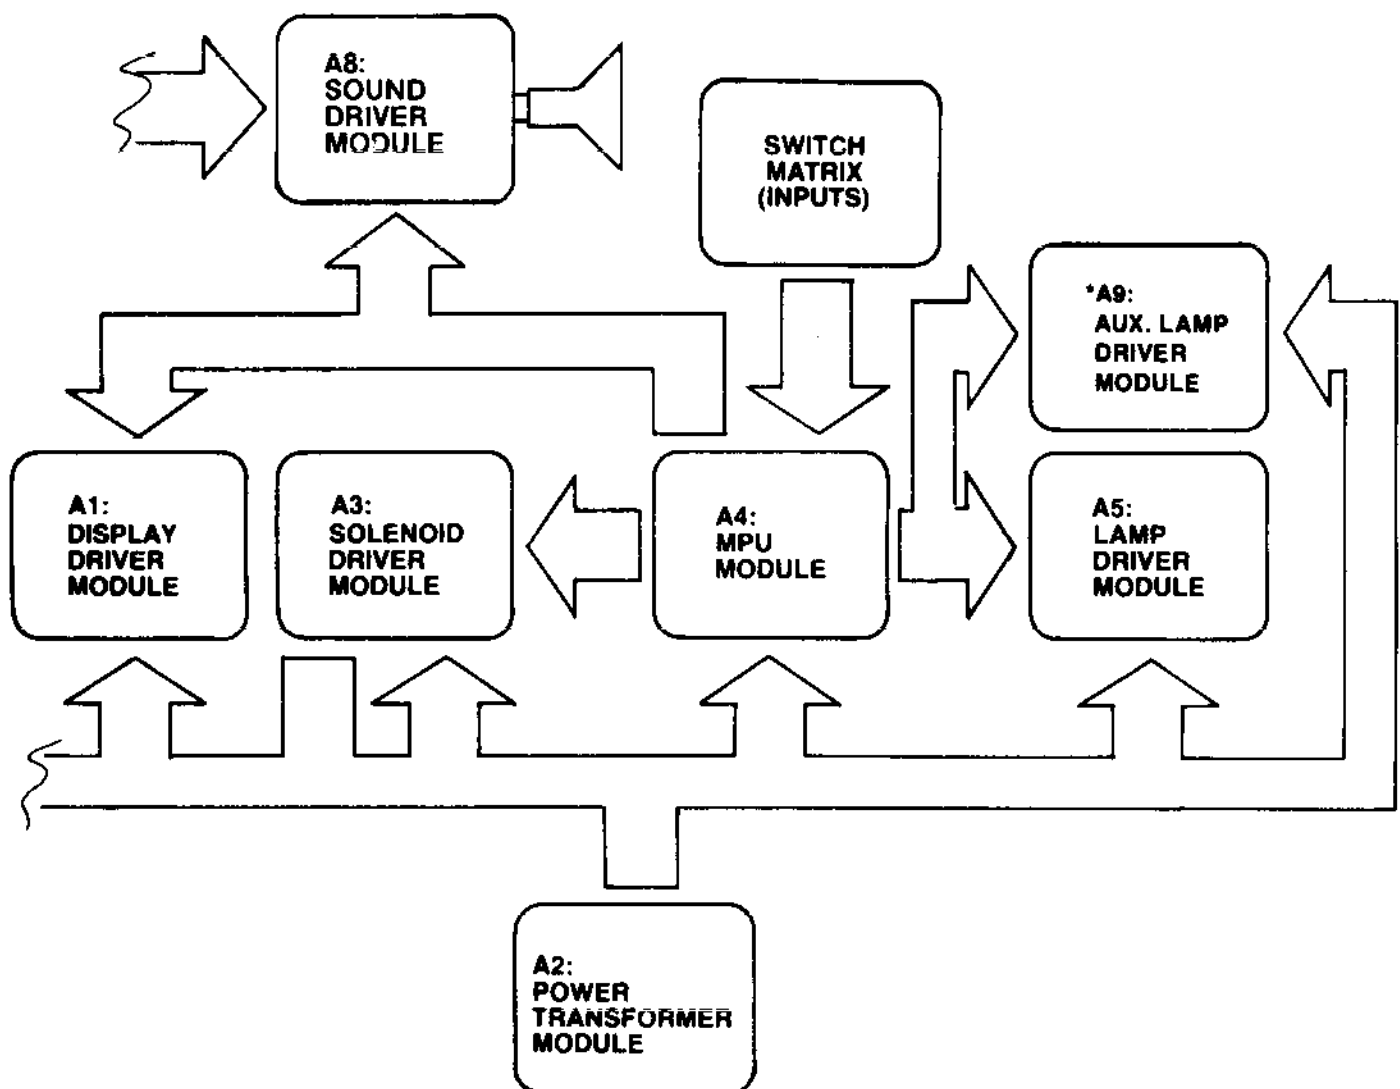 A8:
SOUND
DRIVER
MODULE
SWITCH
MATRIX
(INPUTS)
*A9:
AUX. LAMP
DRIVER
MODULE
A1:
DISPLAY
DRIVER
MODULE
A3:
SOLENOID
DRIVER
MODULE
A4:
MPU
MODULE
A5:
LAMP
DRIVER
MODULE
A2:
POWER
TRANSFORMER
MODULE